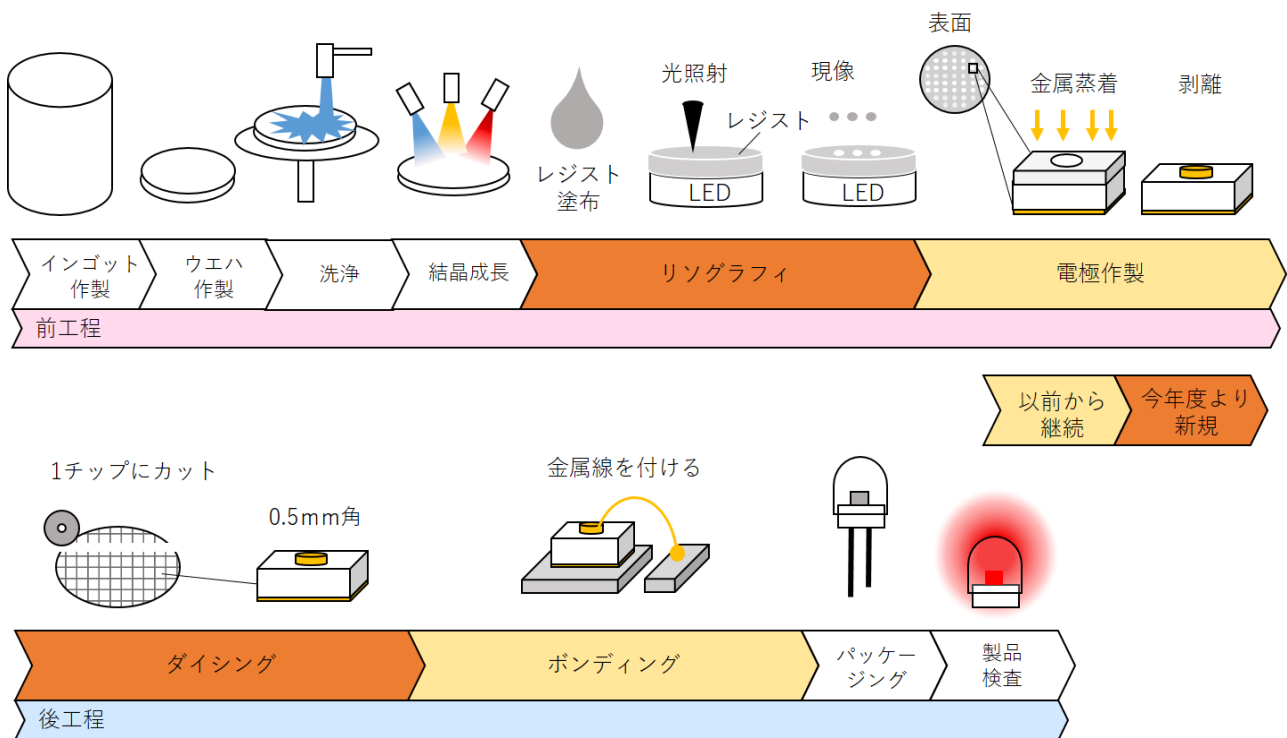 表面
光照射
現像
金属蒸着
剥離
レジスト
レジスト
塗布
LED
LED
インゴット
作製
ウエハ
作製
洗浄
結晶成長
リソグラフィ
電極作製
前工程
以前から
継続
今年度より
新規
1チップにカット
0.5mm角
金属線を付ける
ダイシング
ボンディング
パッケー
ジング
製品
検査
後工程